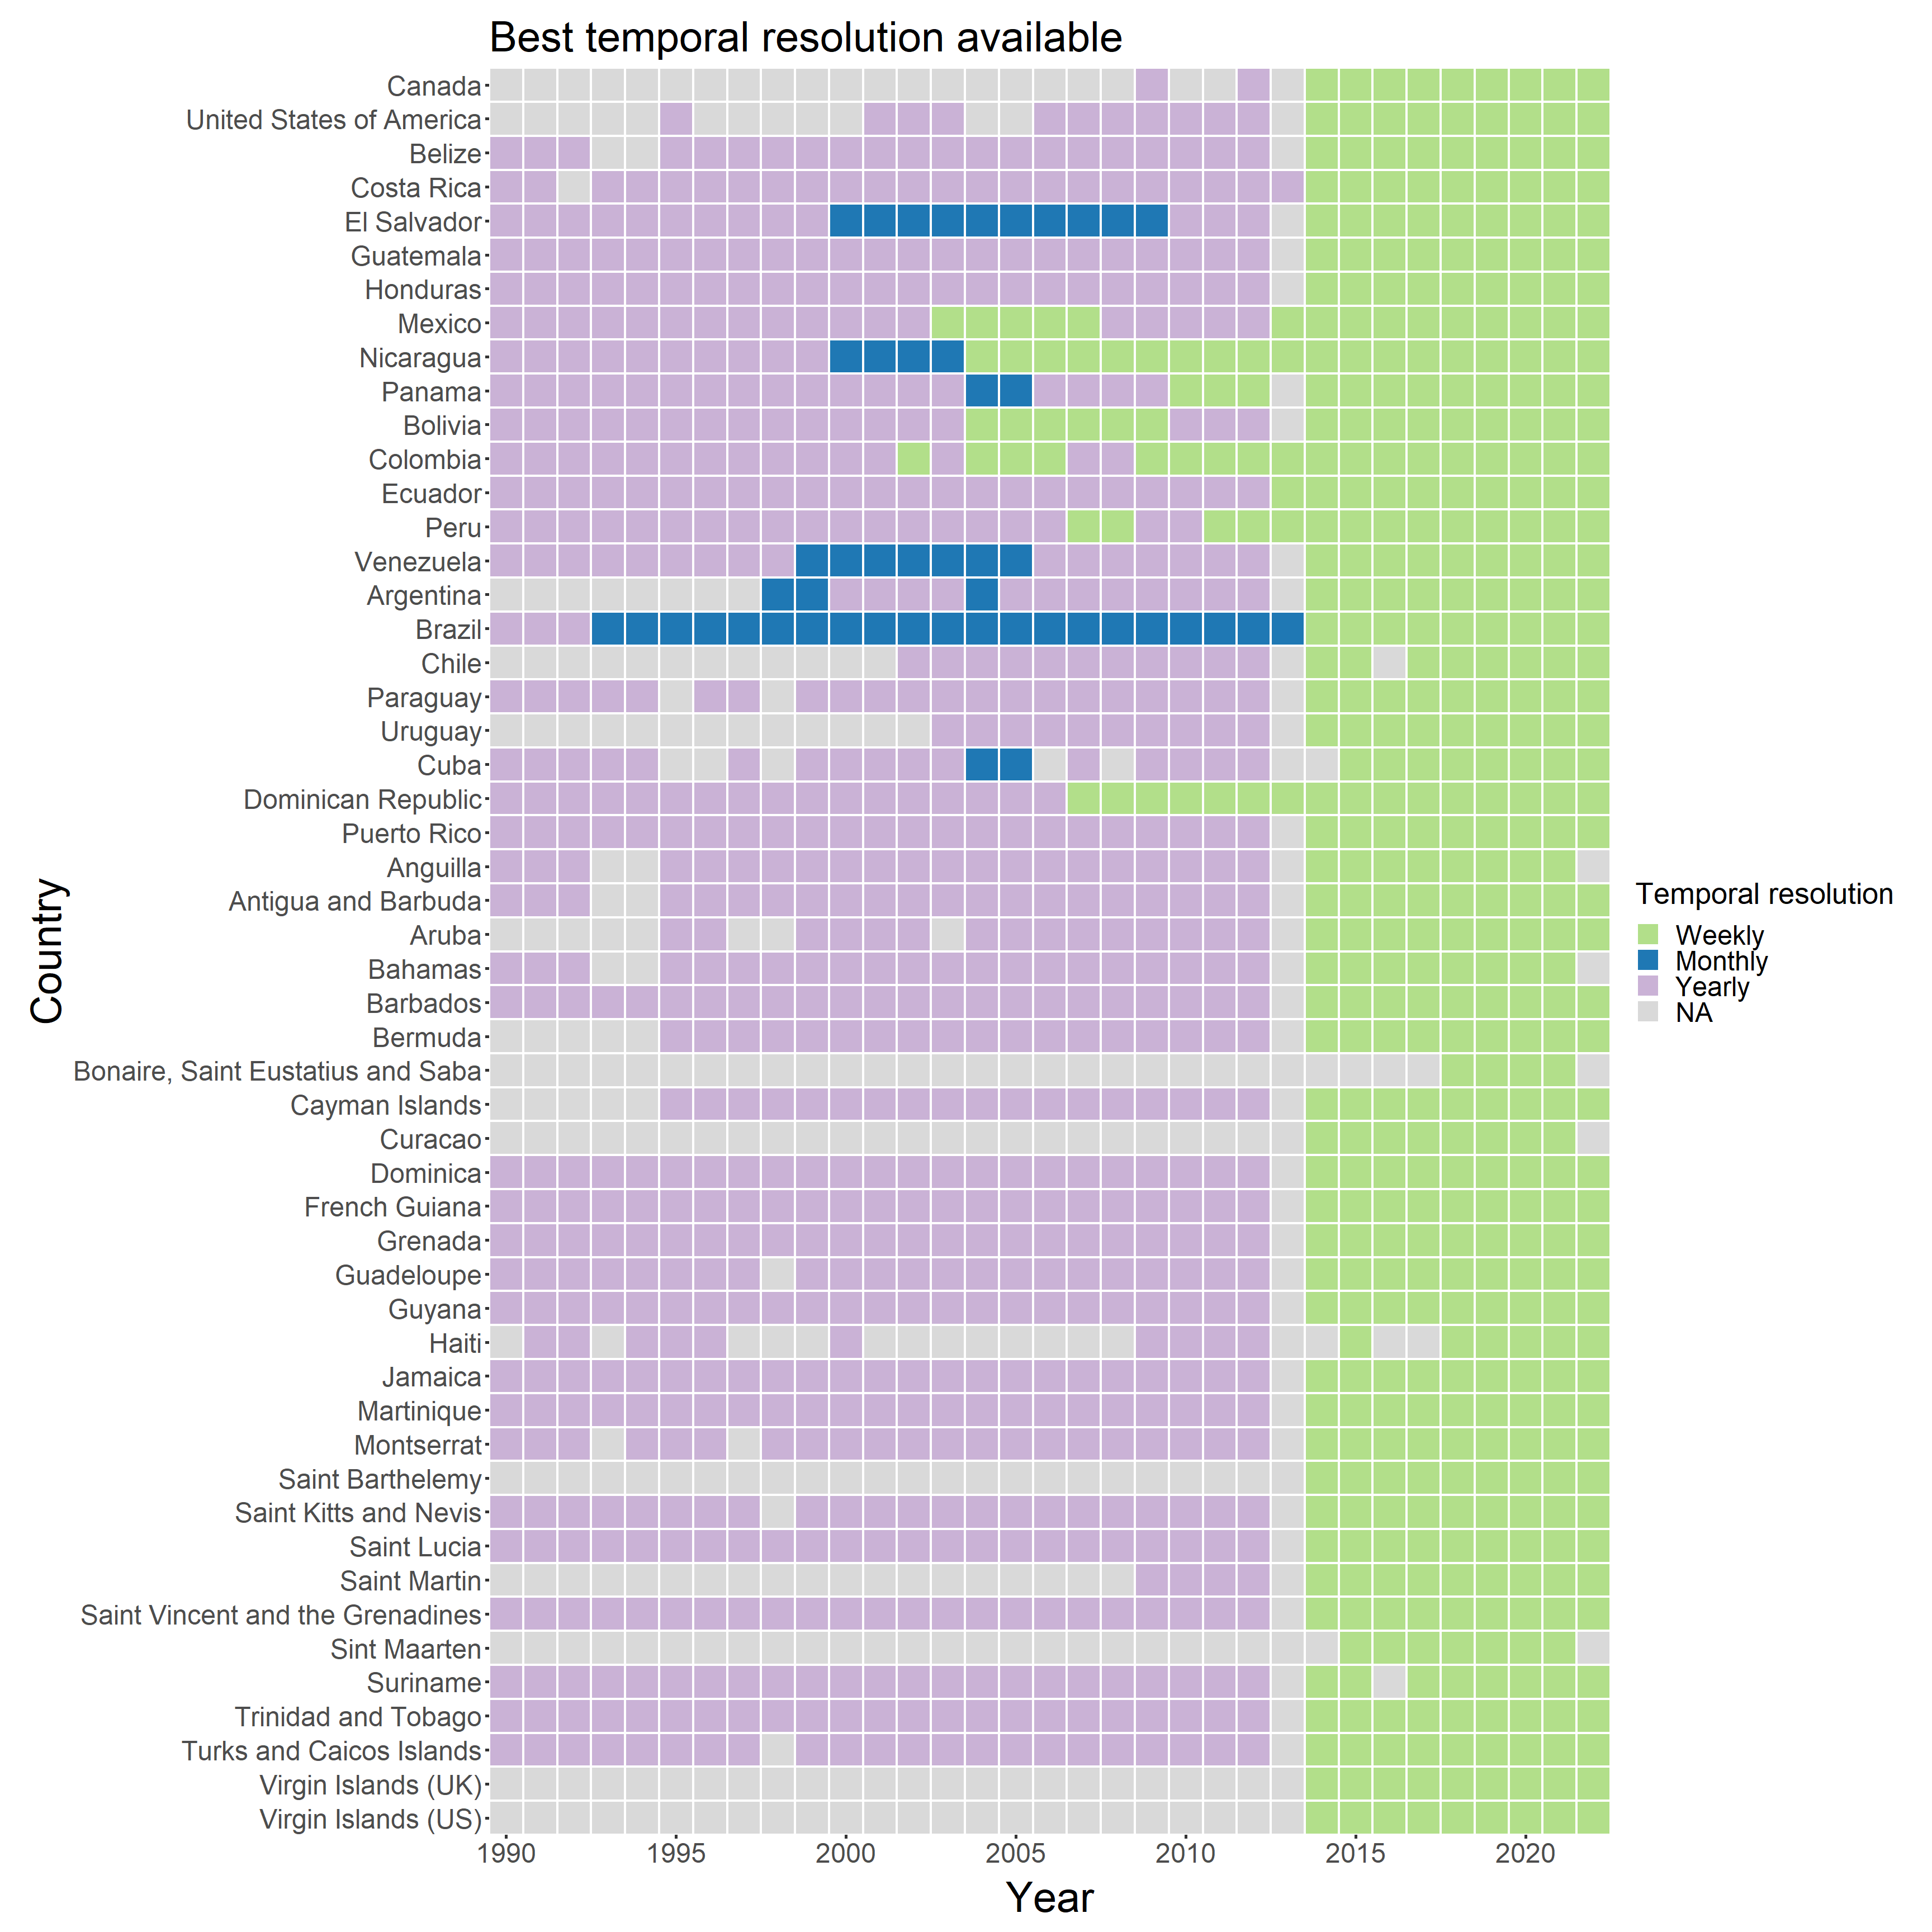 Best temporal resolution available
Canada
United States of America
Belize
Costa Rica
El Salvador
Guatemala
Honduras
Mexico
Nicaragua
Panama
Bolivia
Colombia
Ecuador
Peru
Venezuela
Argentina
Brazil
Chile
Paraguay
Uruguay
Cuba
Dominican Republic
Puerto Rico
Anguilla
Antigua and Barbuda
Aruba
Bahamas
Barbados
Bermuda
Bonaire, Saint Eustatius and Saba
Cayman Islands
Curacao
Dominica
French Guiana
Grenada
Guadeloupe
Guyana
Haiti
Jamaica
Martinique
Montserrat
Saint Barthelemy
Saint Kitts and Nevis
Saint Lucia
Saint Martin
Saint Vincent and the Grenadines
Sint Maarten
Suriname
Trinidad and Tobago
Turks and Caicos Islands
Virgin Islands (UK)
Virgin Islands (US)
Country
1990 1995 2000 2005 2010 2015 2020
Year
Temporal resolution
Weekly
Monthly
Yearly
NA